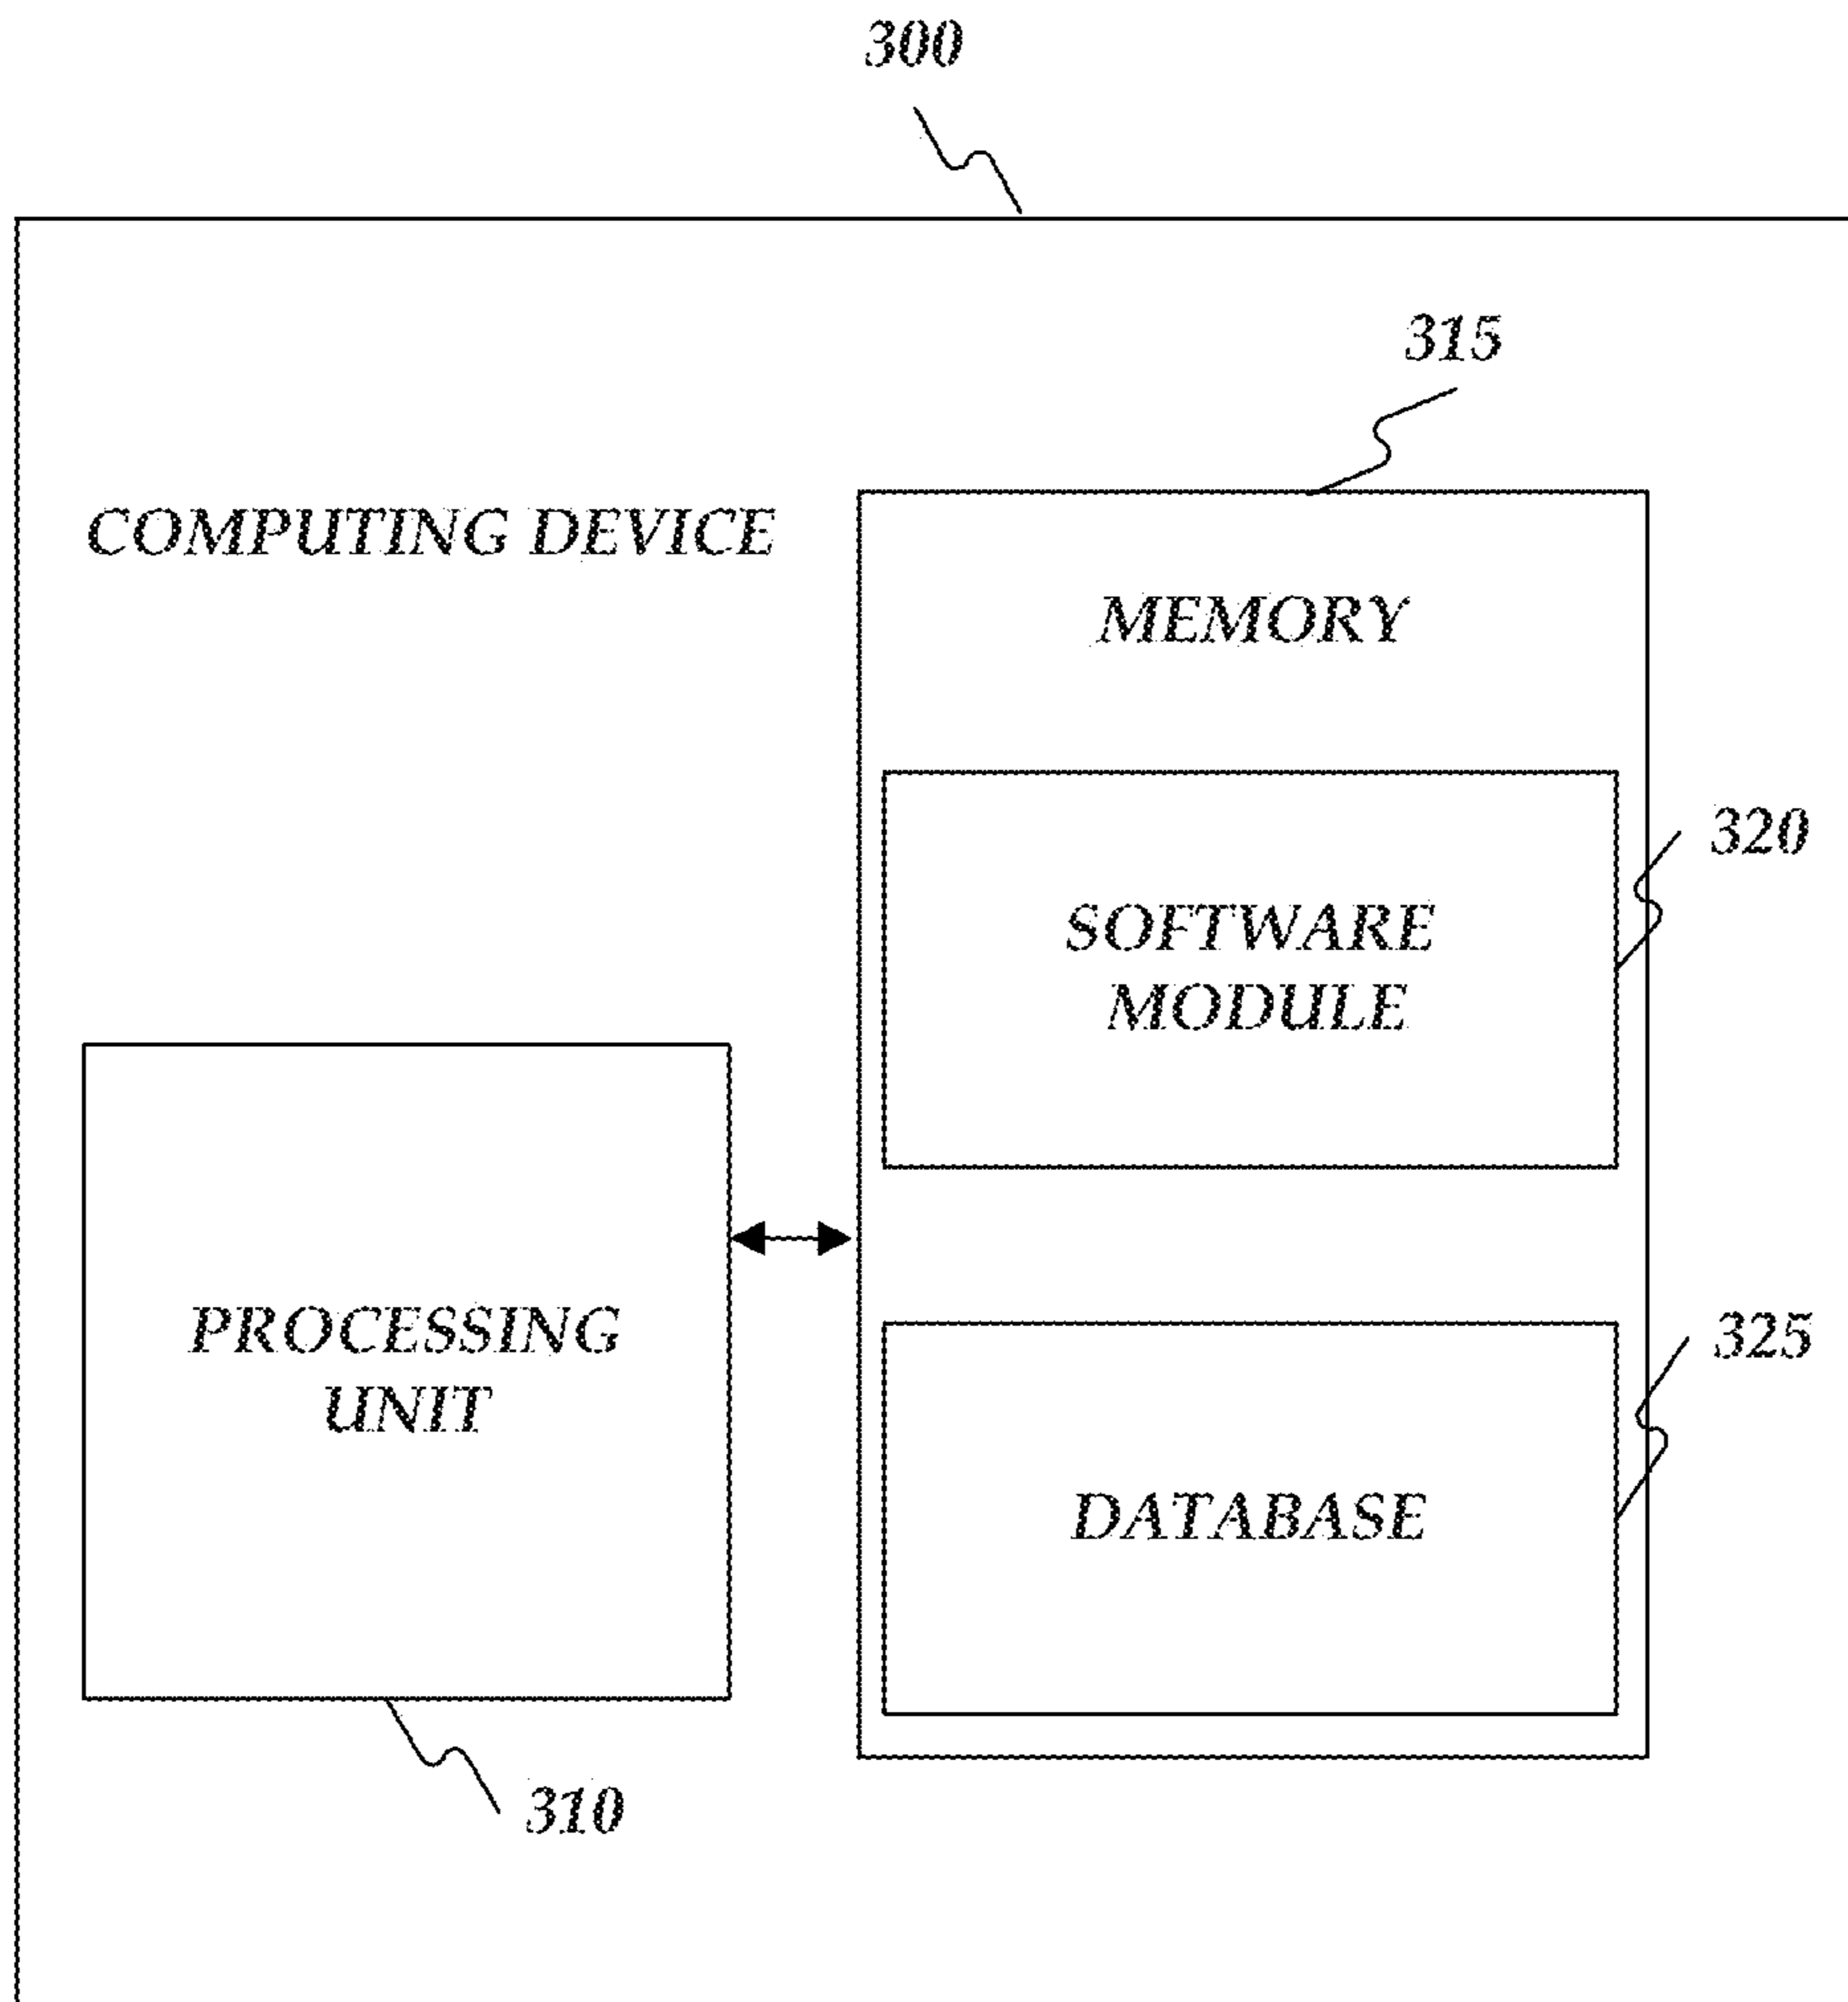 300
315
COMPUTING DEVICE
MEMORY
320
SOFTWARE
MODULE
PROCESSING
UNIT
325
DATABASE
310